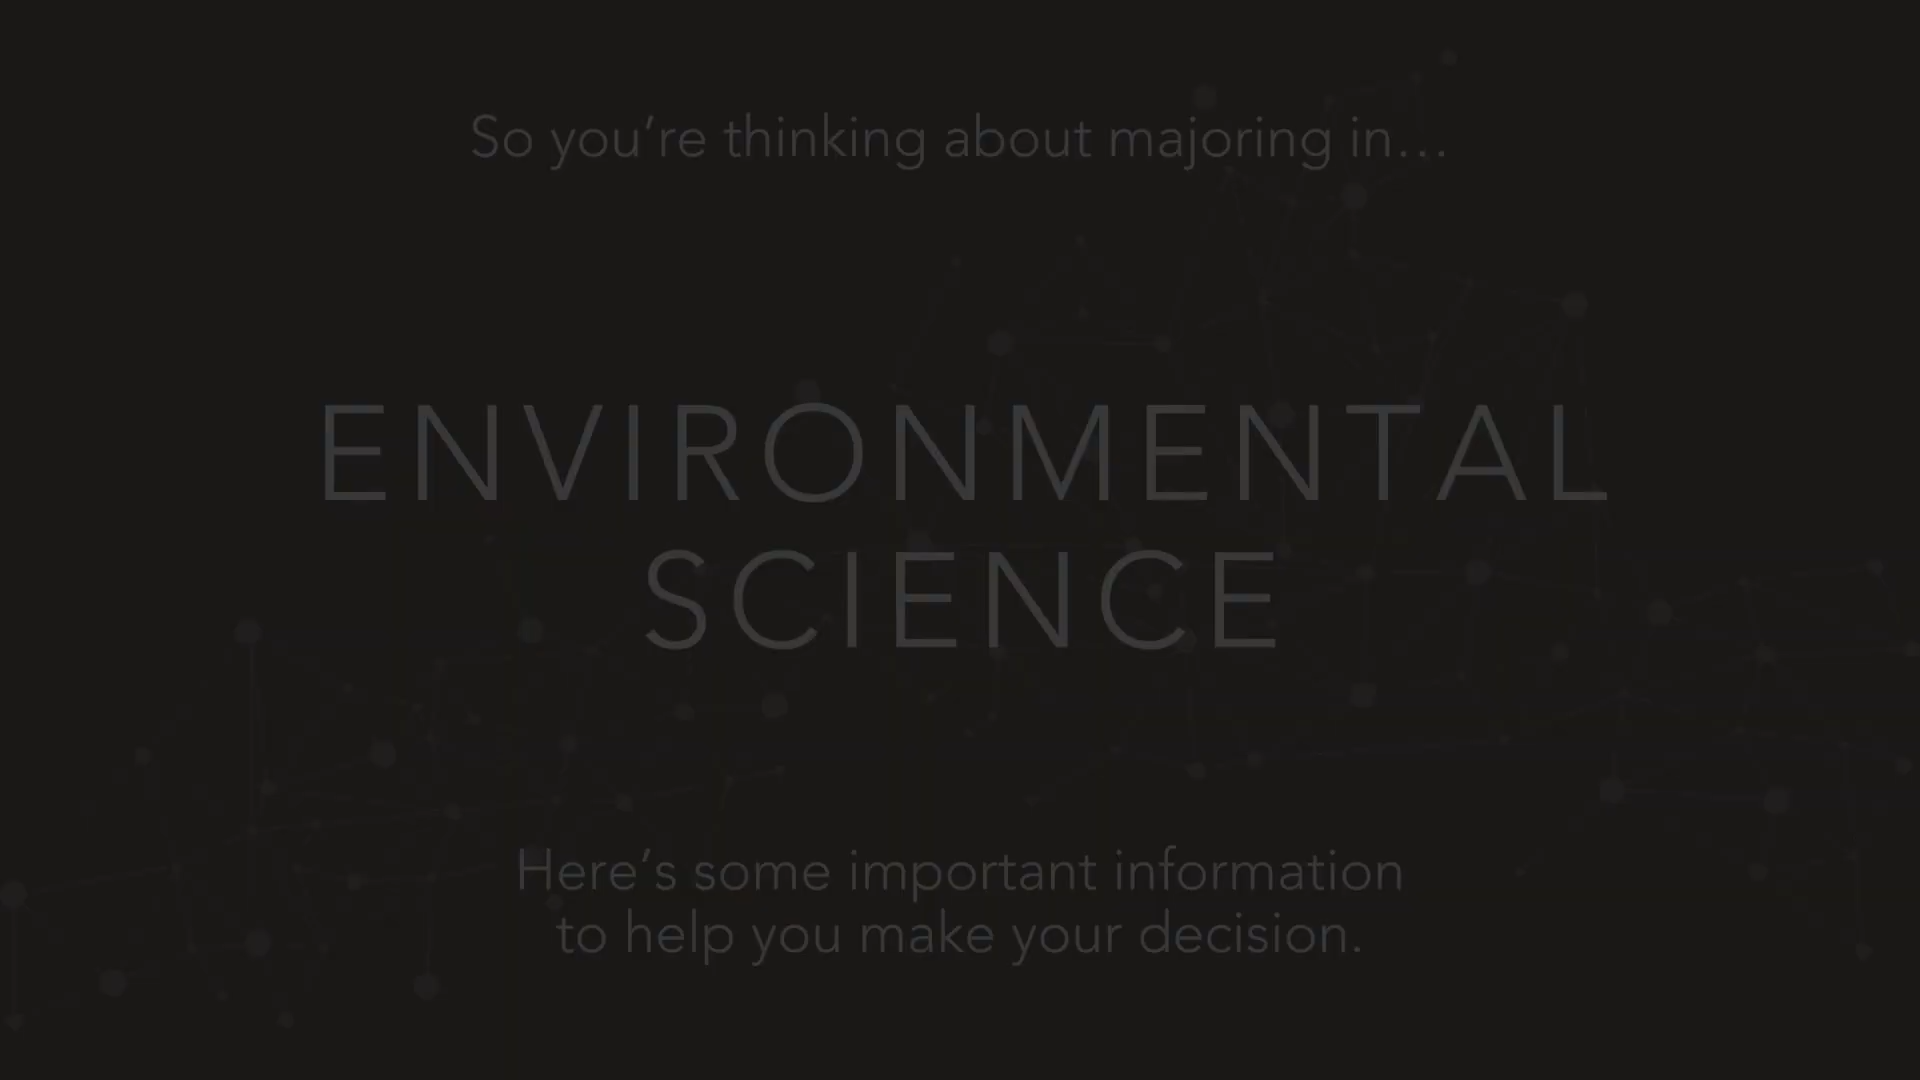 So you’re thinking about majoring in...
ENVIRONMENTAL
SCIENCE
Here’s some important information
to help you make your decision.